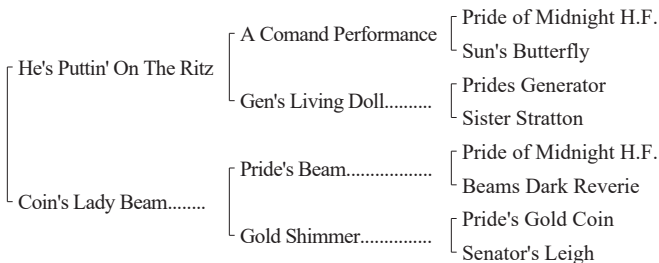 Pride of Midnight H.F.
A Comand Performance
Sun's Butterfly
He's Puttin' On The Ritz
Prides Generator
Gen's Living Doll..........
Sister Stratton
Pride of Midnight H.F.
Pride's Beam..................
Beams Dark Reverie
Coin's Lady Beam........
Pride's Gold Coin
Gold Shimmer...............
Senator's Leigh